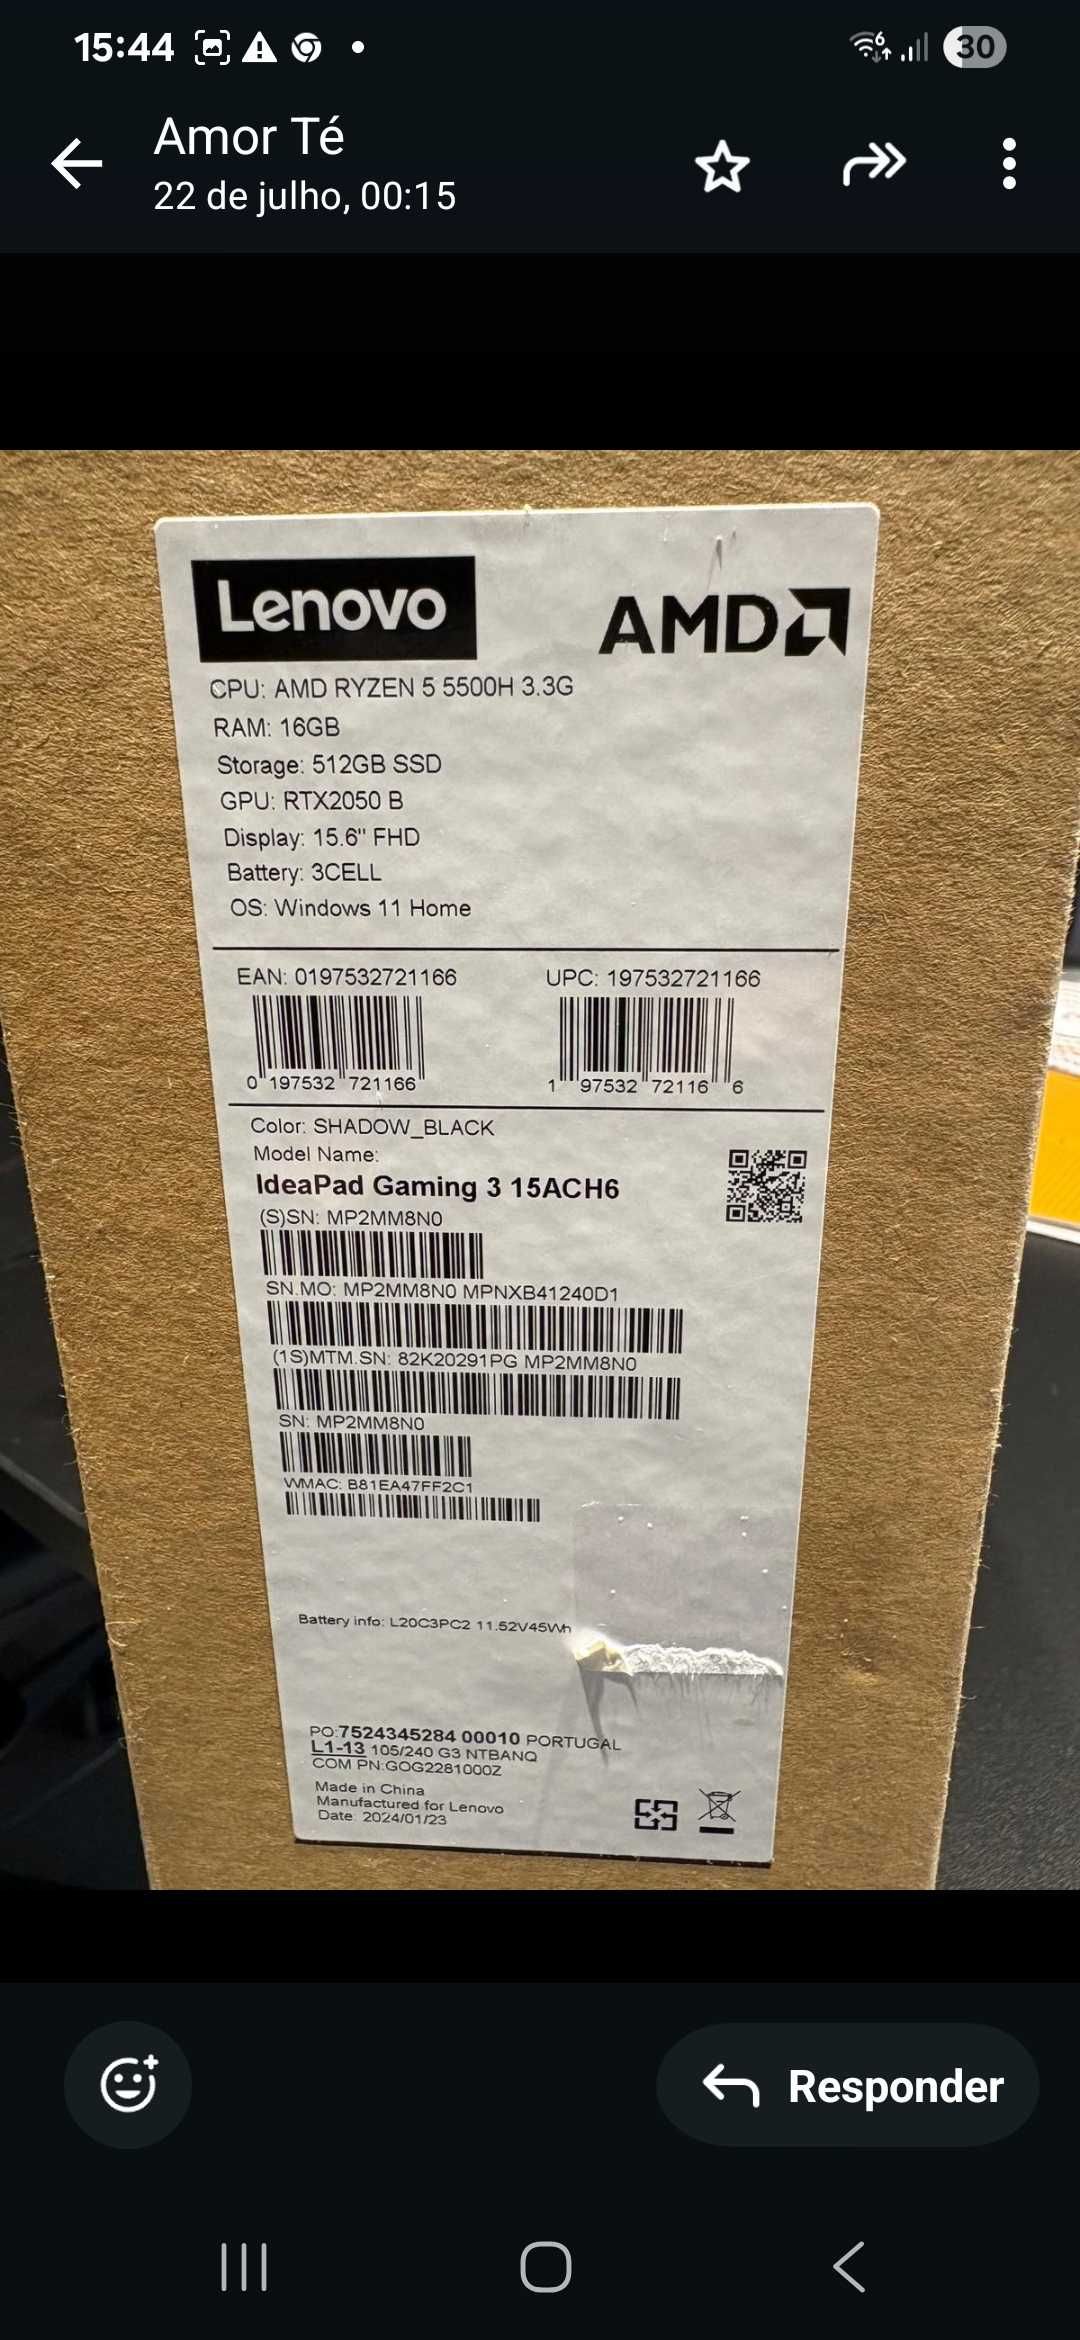 15:44
6
30
Amor Té
22 de julho, 00:15
Lenovo
AMD
CPU: AMD RYZEN 5 5500H 3.3G
RAM: 16GB
Storage: 512GB SSD
GPU: RTX2050 B
Display: 15.6" FHD
Battery: 3CELL
OS: Windows 11 Home
EAN: 0197532721166
UPC: 197532721166
0 197532 721166
1 97532 72116 6
Color: SHADOW_BLACK
Model Name:
IdeaPad Gaming 3 15ACH6
(S)SN: MP2MM8N0
SN.MO: MP2MM8N0 MPNXB41240D1
(1S)MTM.SN: 82K20291PG MP2MM8N0
SN: MP2MM8N0
WMAC: B81EA47FF2C1
Battery info: L20C3PC2 11.52V45Wh
PO:7524345284 00010 PORTUGAL
L1-13 105/240 G3 NTBANQ
COM PN:GOG2281000Z
Made in China
Manufactured for Lenovo
Date: 2024/01/23
Responder